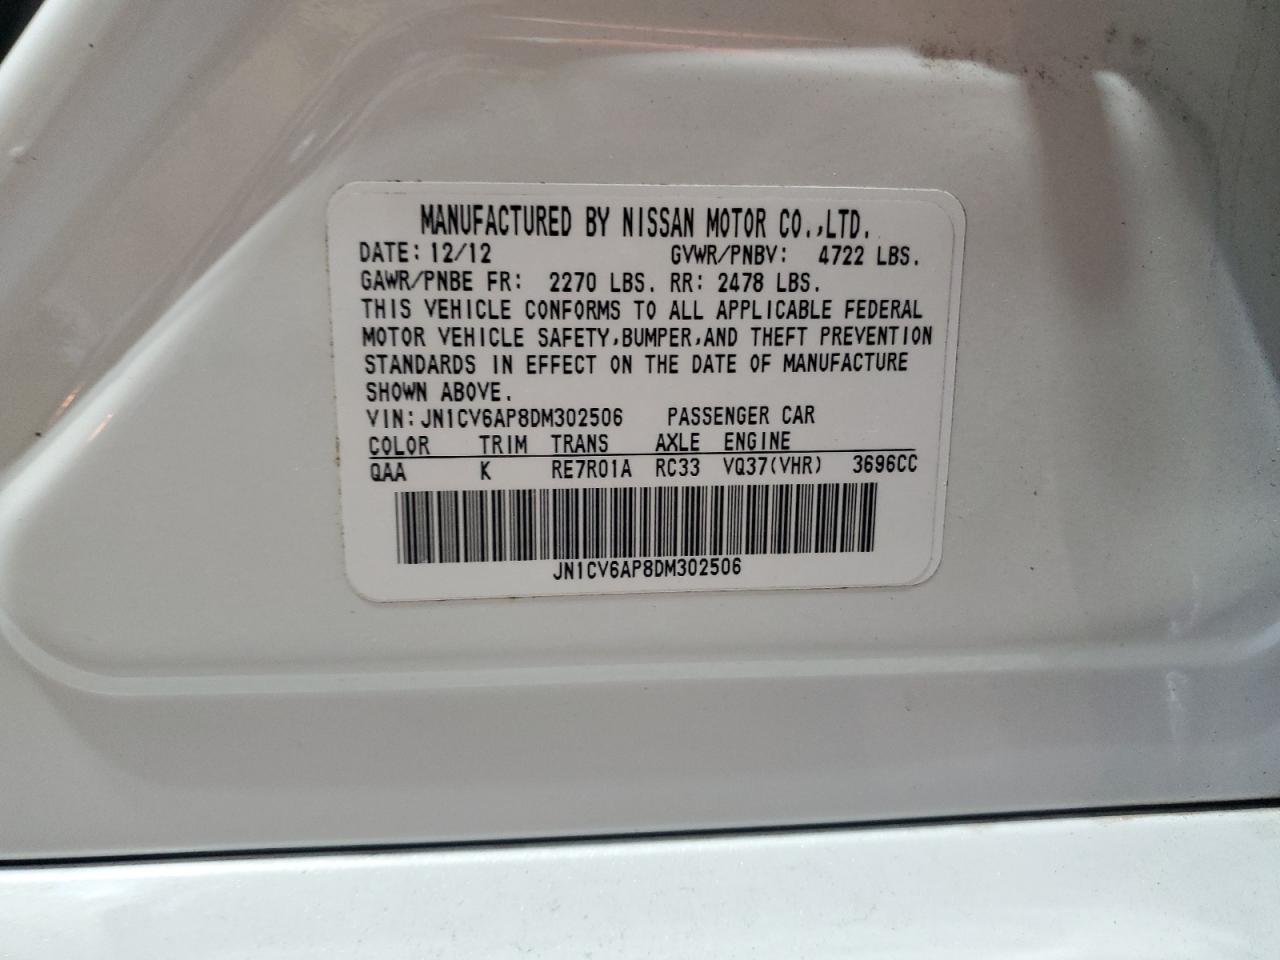 MANUFACTURED BY NISSAN MOTOR CO.,LTD.
DATE: 12/12 GVWR/PNBV: 4722 LBS.
GAWR/PNBE FR: 2270 LBS. RR: 2478 LBS.
THIS VEHICLE CONFORMS TO ALL APPLICABLE FEDERAL
MOTOR VEHICLE SAFETY,BUMPER,AND THEFT PREVENTION
STANDARDS IN EFFECT ON THE DATE OF MANUFACTURE
SHOWN ABOVE.
VIN: JN1CV6AP8DM302506 PASSENGER CAR
COLOR TRIM TRANS AXLE ENGINE
QAA K RE7R01A RC33 VQ37(VHR) 3696CC
JN1CV6AP8DM302506